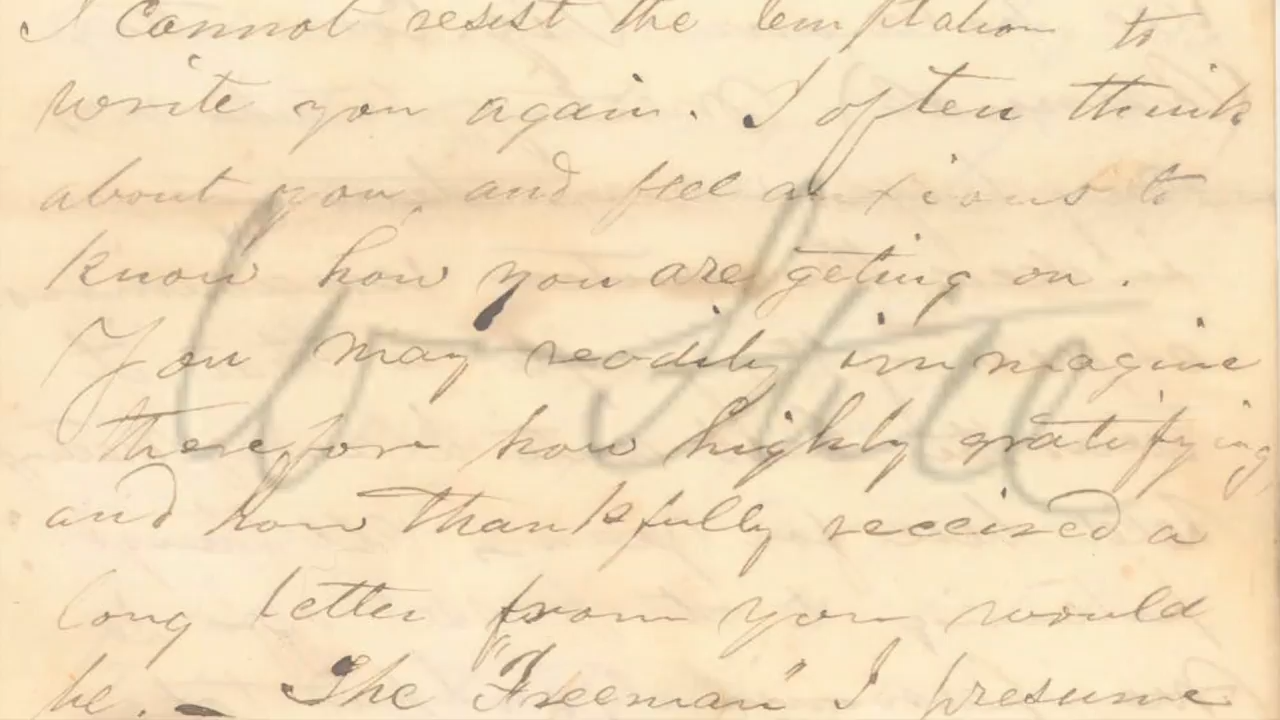 I cannot resist the temptation to
write you again. I often think
about you, and feel anxious to
know how you are geting on.
You may readily immagine
therefore how highly gratifying,
and how thankfully received a
long letter from you would
be. — The "Freeman" I presume